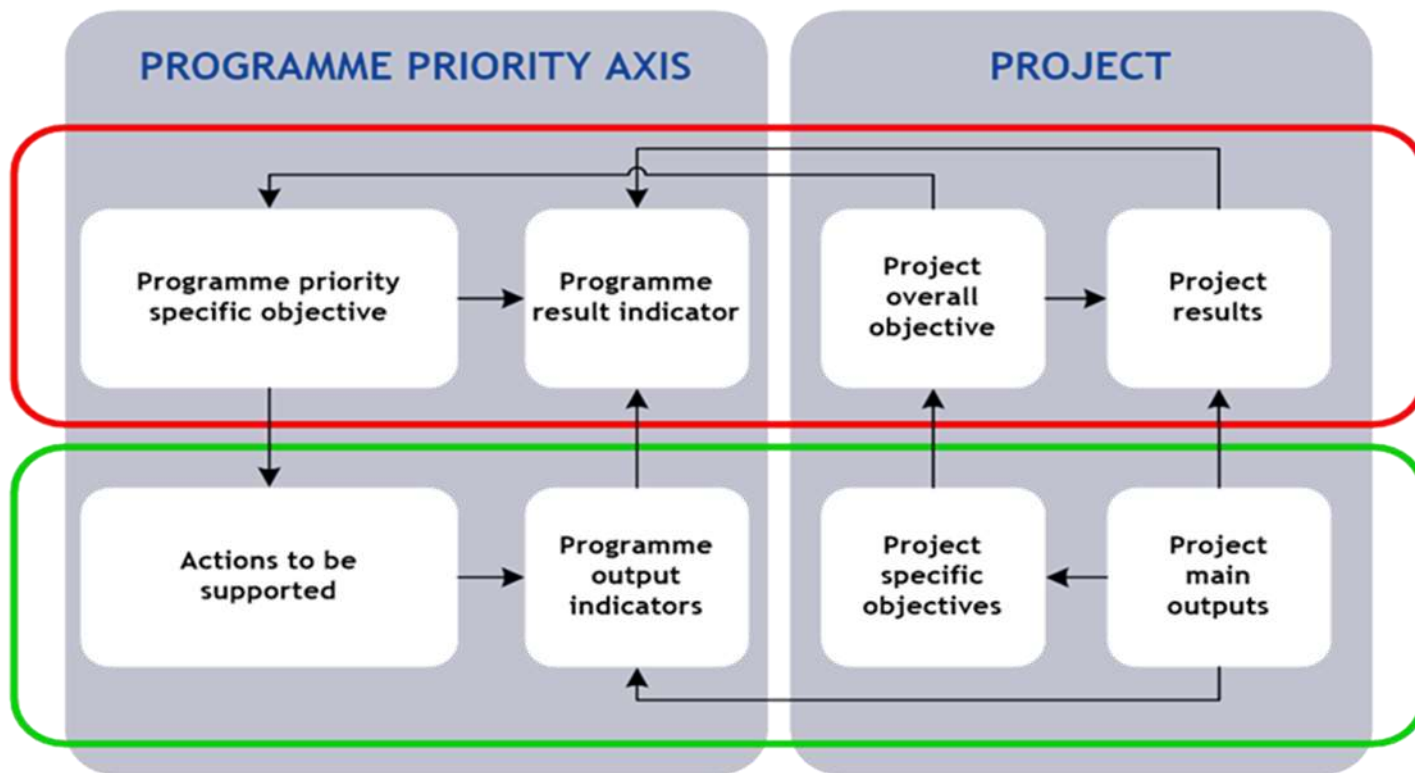 PROGRAMME PRIORITY AXIS
PROJECT
Programme priority
specific objective
Programme
result indicator
Project
overall
objective
Project
results
Actions to be
supported
Programme
output
indicators
Project
specific
objectives
Project
main
outputs